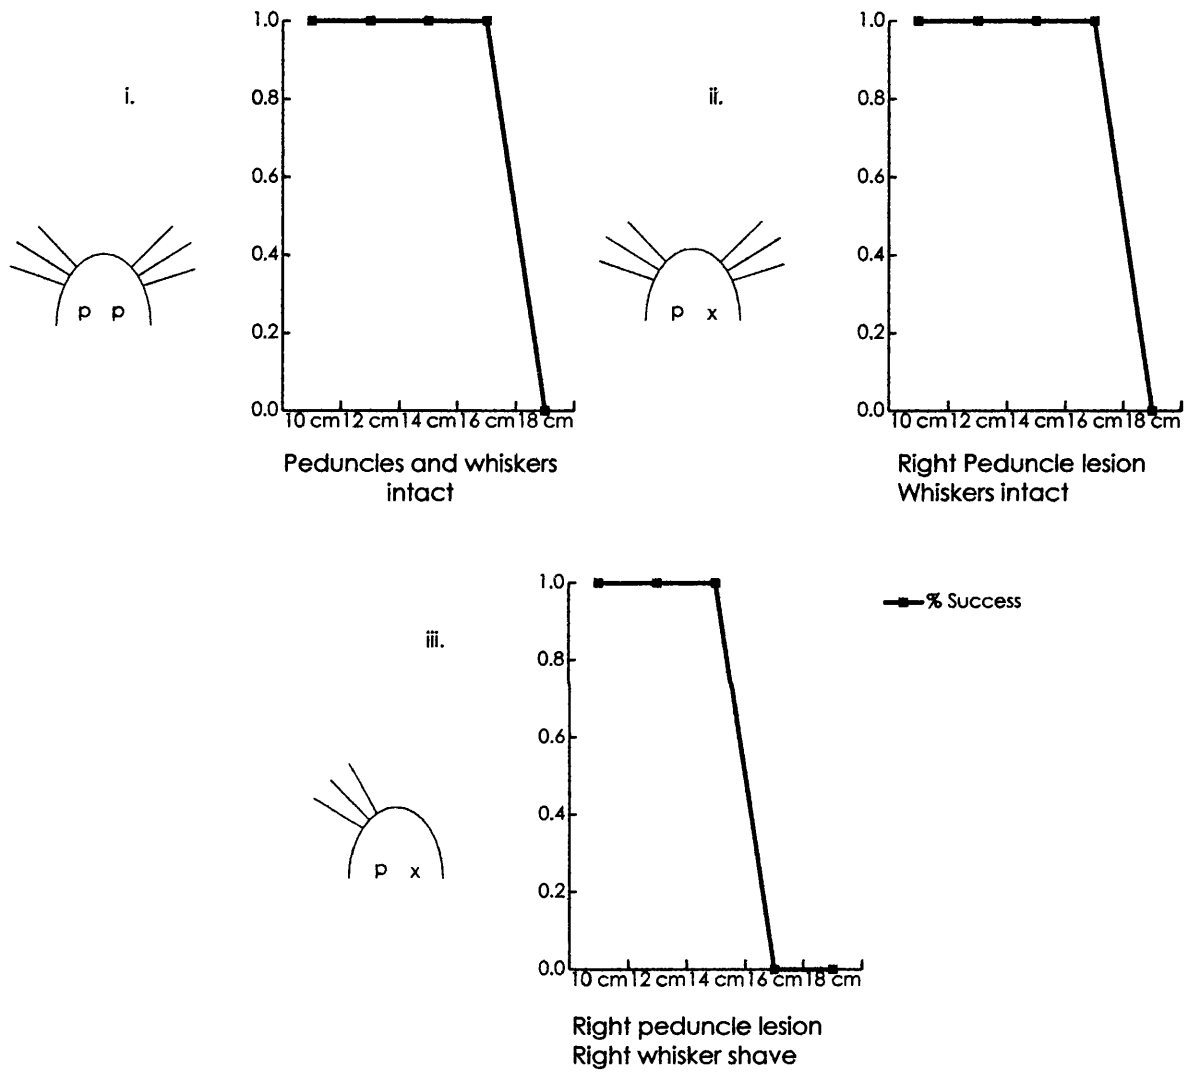 i.
1.0
0.8
0.6
0.4
0.2
0.0
10 cm 12 cm 14 cm 16 cm 18 cm
p p
Peduncles and whiskers
intact
ii.
1.0
0.8
0.6
0.4
0.2
0.0
10 cm 12 cm 14 cm 16 cm 18 cm
p x
Right Peduncle lesion
Whiskers intact
iii.
1.0
0.8
0.6
0.4
0.2
0.0
10 cm 12 cm 14 cm 16 cm 18 cm
p x
Right peduncle lesion
Right whisker shave
% Success